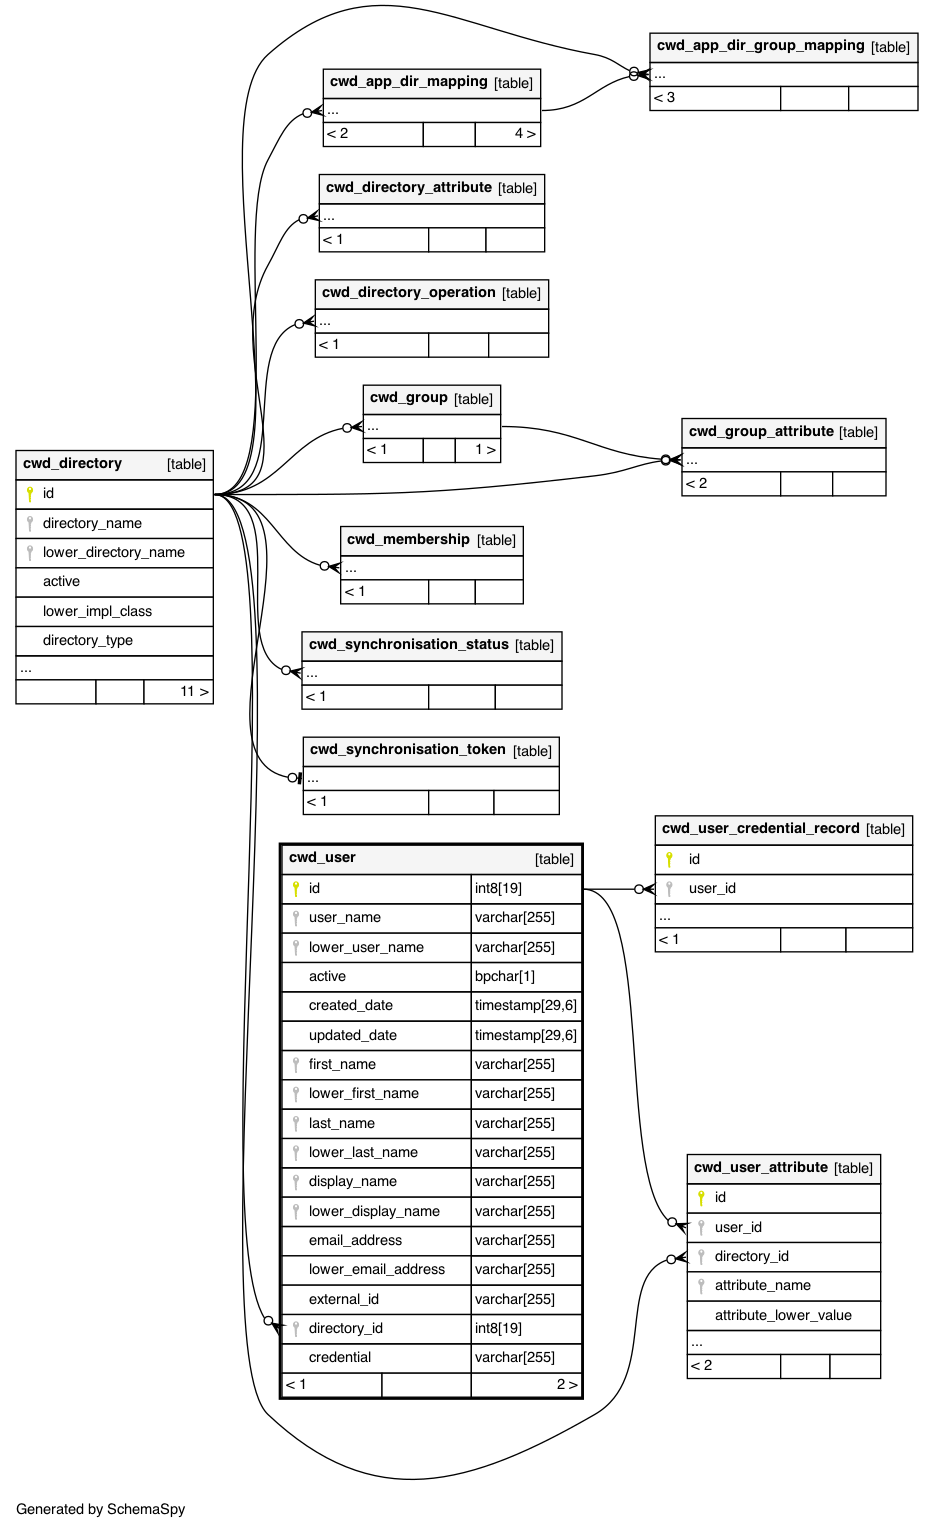 cwd_app_dir_group_mapping [table]
...
< 3
cwd_app_dir_mapping [table]
...
< 2 4 >
cwd_directory_attribute [table]
...
< 1
cwd_directory_operation [table]
...
< 1
cwd_group [table]
...
< 1 1 >
cwd_group_attribute [table]
...
< 2
cwd_directory [table]
id
directory_name
lower_directory_name
active
lower_impl_class
directory_type
...
11 >
cwd_membership [table]
...
< 1
cwd_synchronisation_status [table]
...
< 1
cwd_synchronisation_token [table]
...
< 1
cwd_user_credential_record [table]
id
user_id
...
< 1
cwd_user [table]
id int8[19]
user_name varchar[255]
lower_user_name varchar[255]
active bpchar[1]
created_date timestamp[29,6]
updated_date timestamp[29,6]
first_name varchar[255]
lower_first_name varchar[255]
last_name varchar[255]
lower_last_name varchar[255]
display_name varchar[255]
lower_display_name varchar[255]
email_address varchar[255]
lower_email_address varchar[255]
external_id varchar[255]
directory_id int8[19]
credential varchar[255]
< 1 2 >
cwd_user_attribute [table]
id
user_id
directory_id
attribute_name
attribute_lower_value
...
< 2
Generated by SchemaSpy